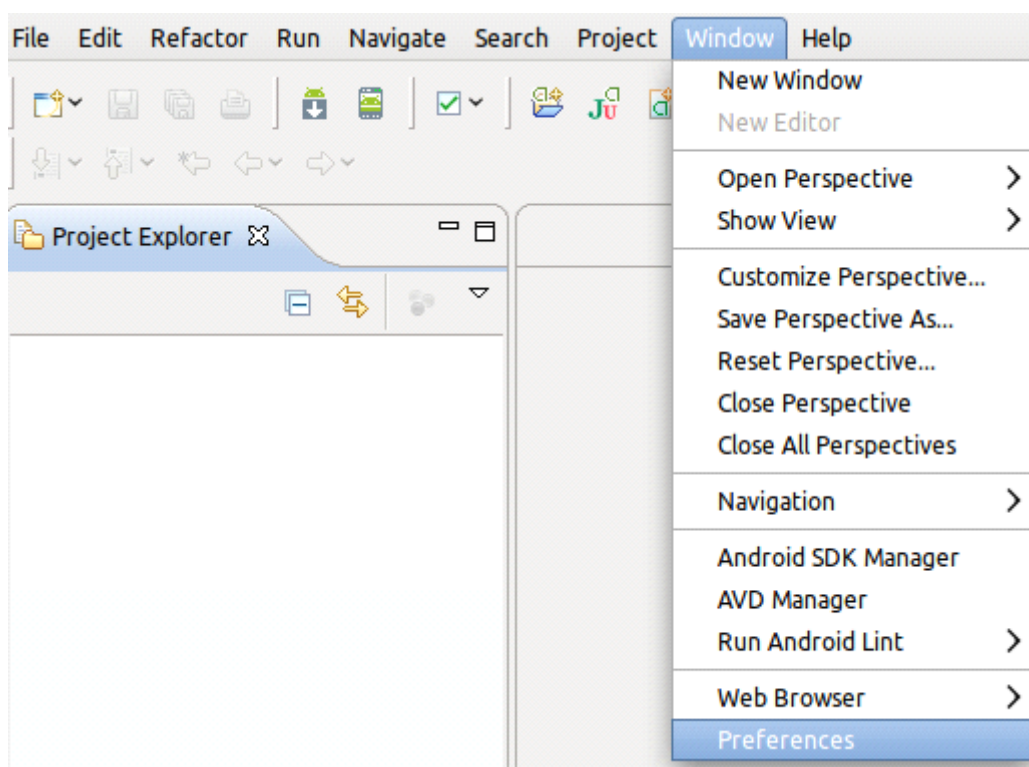 File Edit Refactor Run Navigate Search Project Window Help
New Window
New Editor
Open Perspective
Show View
Project Explorer
Customize Perspective...
Save Perspective As...
Reset Perspective...
Close Perspective
Close All Perspectives
Navigation
Android SDK Manager
AVD Manager
Run Android Lint
Web Browser
Preferences